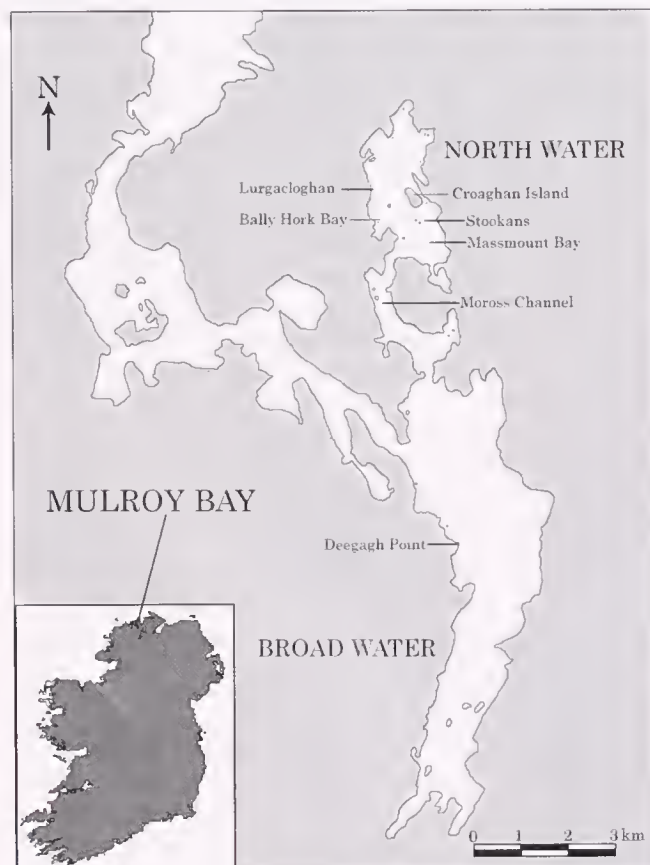 N
NORTH WATER
Lurgacloghan
Croaghan Island
Bally Hork Bay
Stookans
Massmount Bay
Moross Channel
MULROY BAY
Deegagh Point
BROAD WATER
0 1 2 3 km